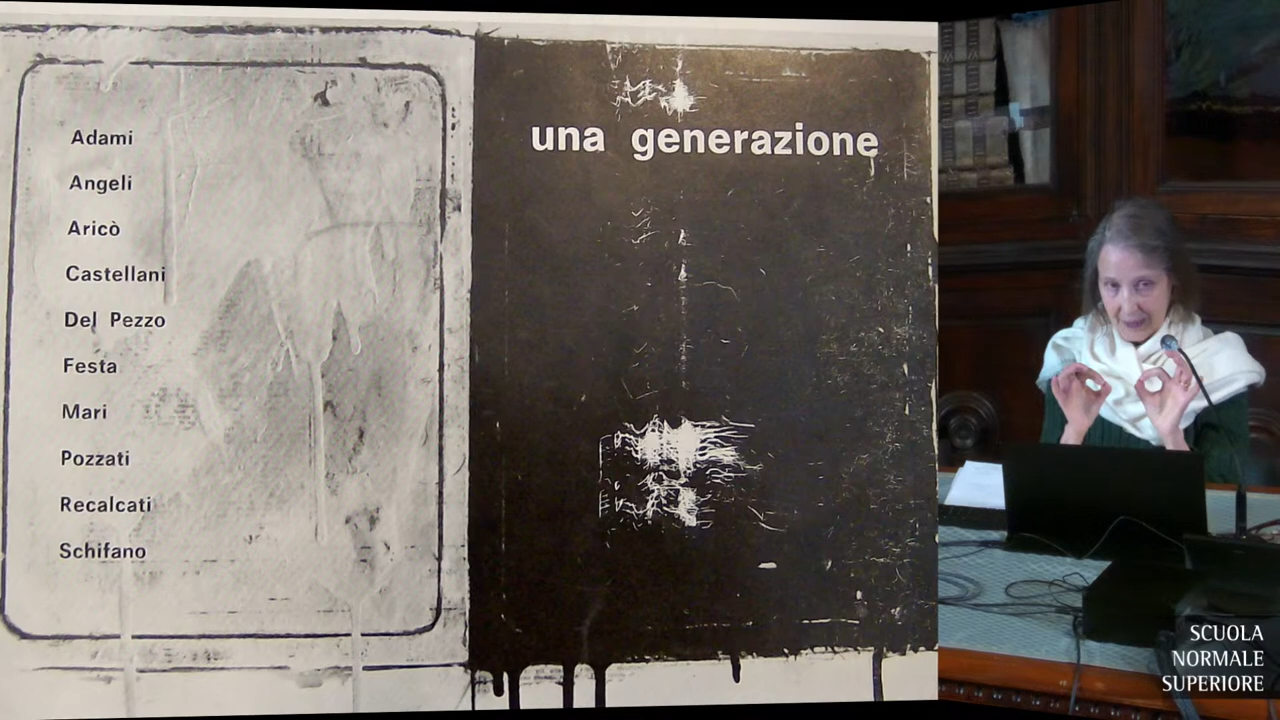 Adami
Angeli
Aricò
Castellani
Del Pezzo
Festa
Mari
Pozzati
Recalcati
Schifano
una generazione
SCUOLA
NORMALE
SUPERIORE